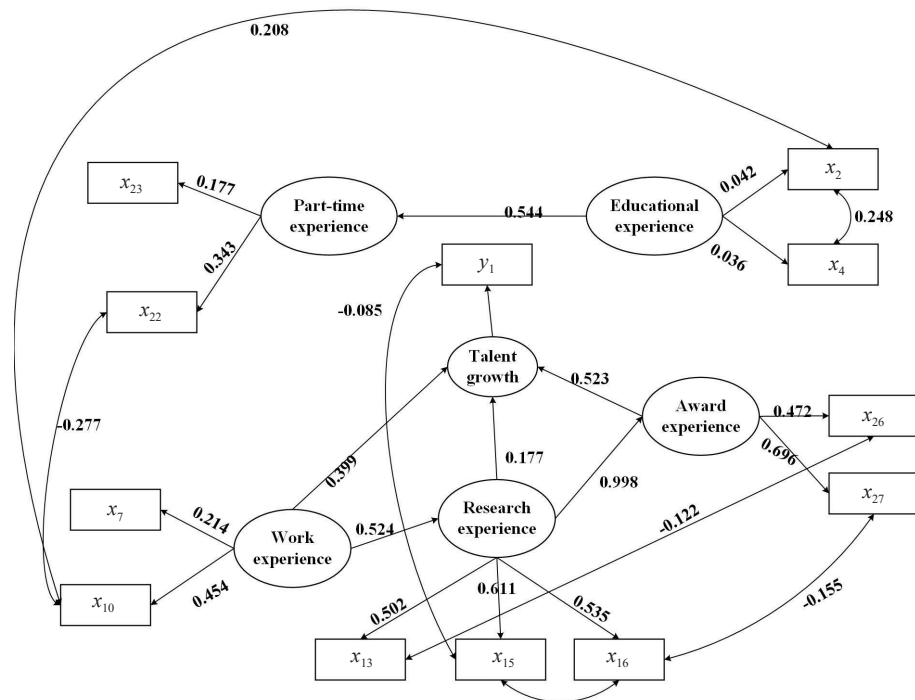 0.208
x₂
0.042
x₂₃
0.177
Part-time
experience
0.544
Educational
experience
0.248
0.036
x₄
0.343
y₁
x₂₂
-0.085
Talent
growth
0.523
Award
experience
0.472
x₂₆
-0.277
0.696
0.399
0.177
0.998
x₂₇
x₇
0.214
Work
experience
0.524
Research
experience
-0.122
0.454
x₁₀
0.502
0.611
0.535
-0.155
x₁₃
x₁₅
x₁₆